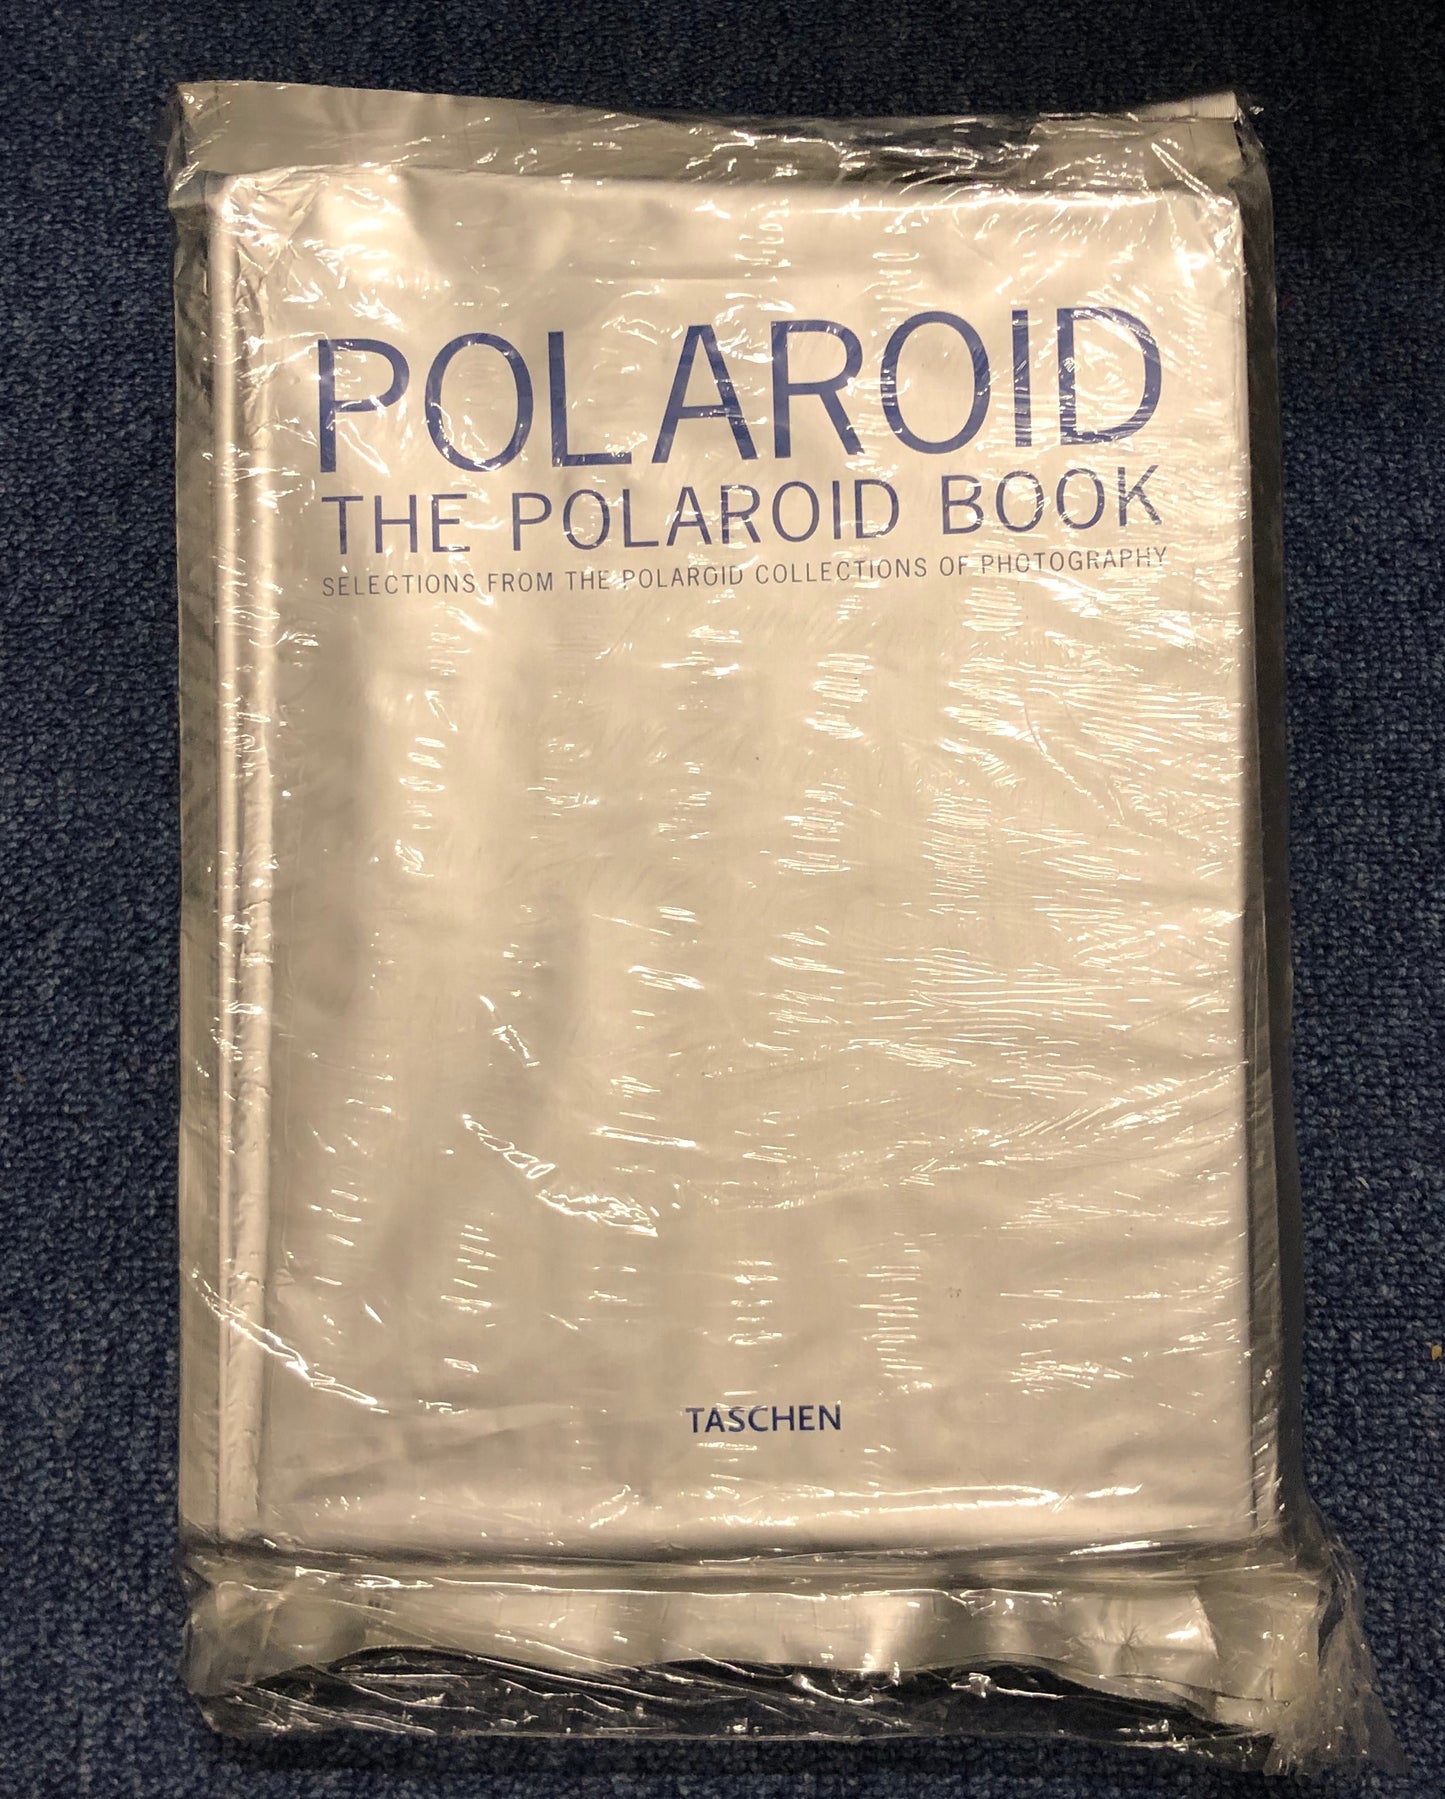 POLAROID
THE POLAROID BOOK
SELECTIONS FROM THE POLAROID COLLECTIONS OF PHOTOGRAPHY
TASCHEN